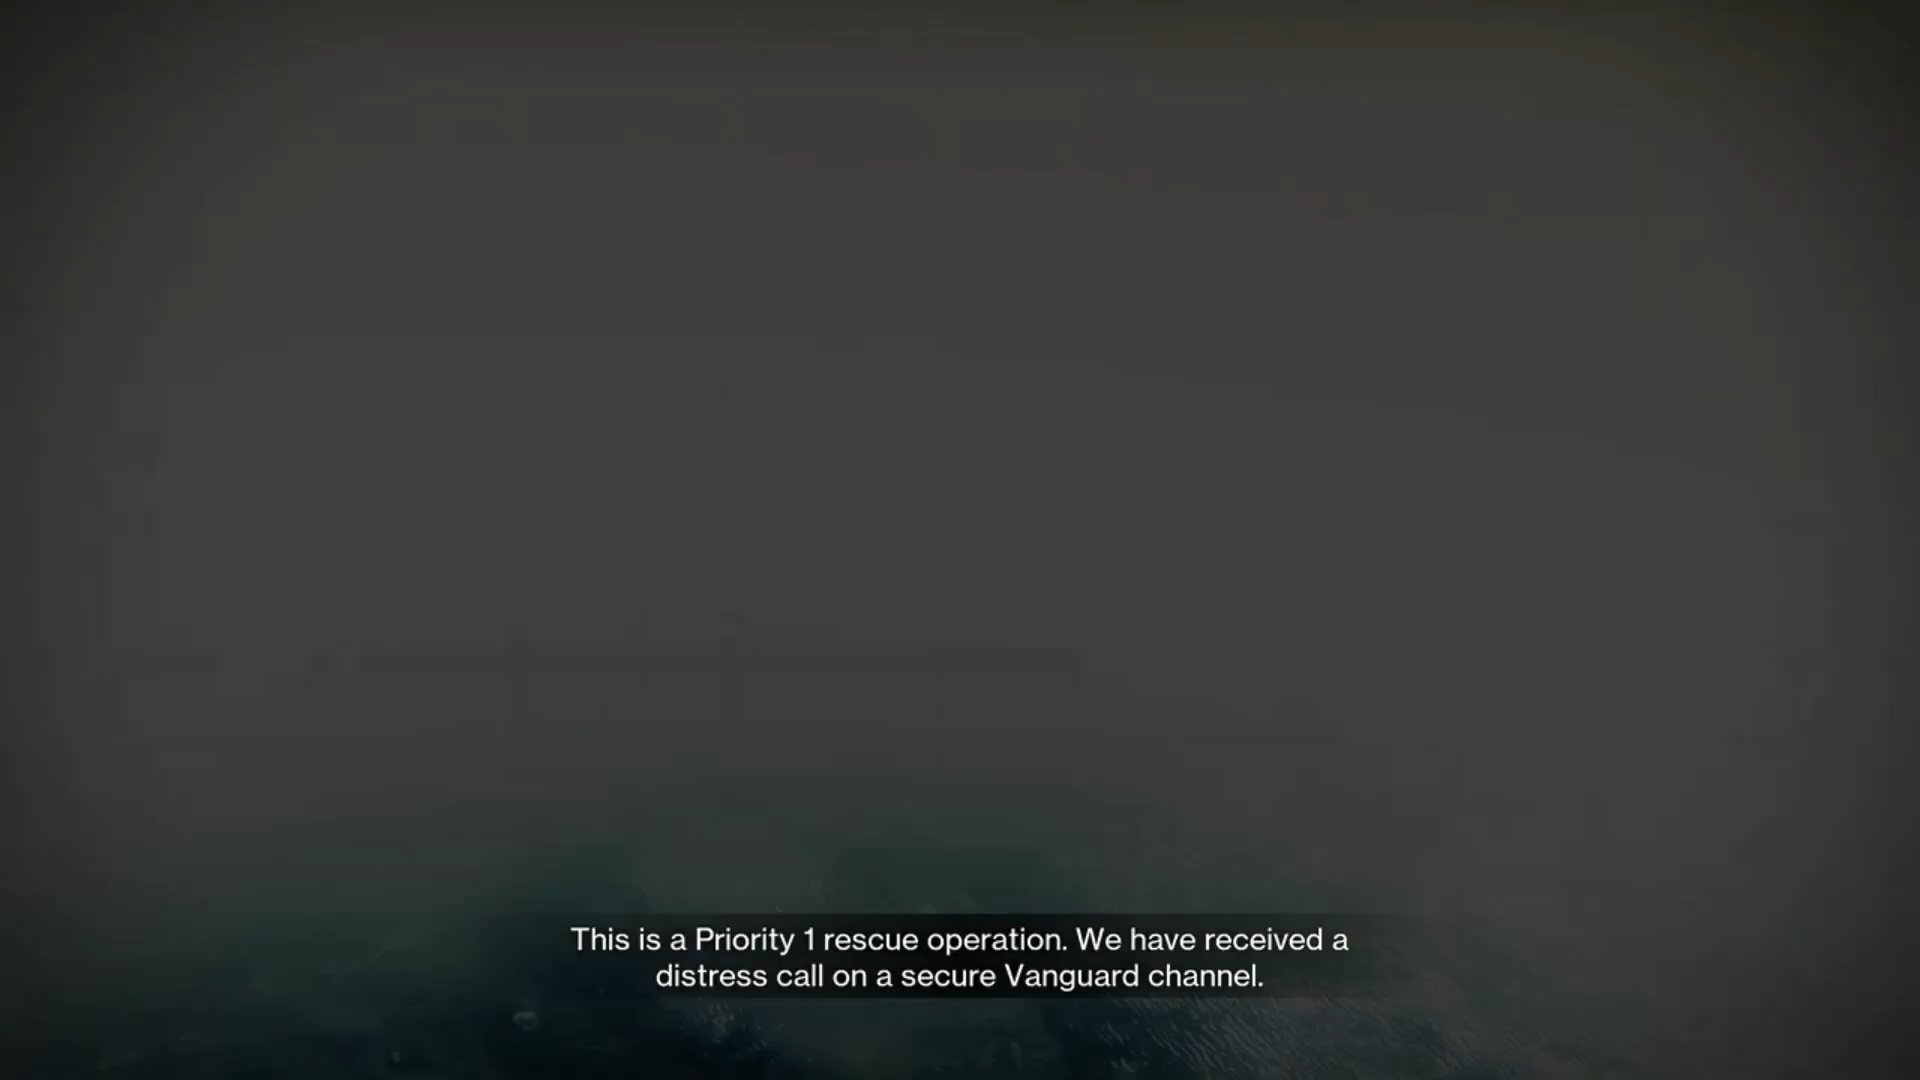 This is a Priority 1 rescue operation. We have received a
distress call on a secure Vanguard channel.